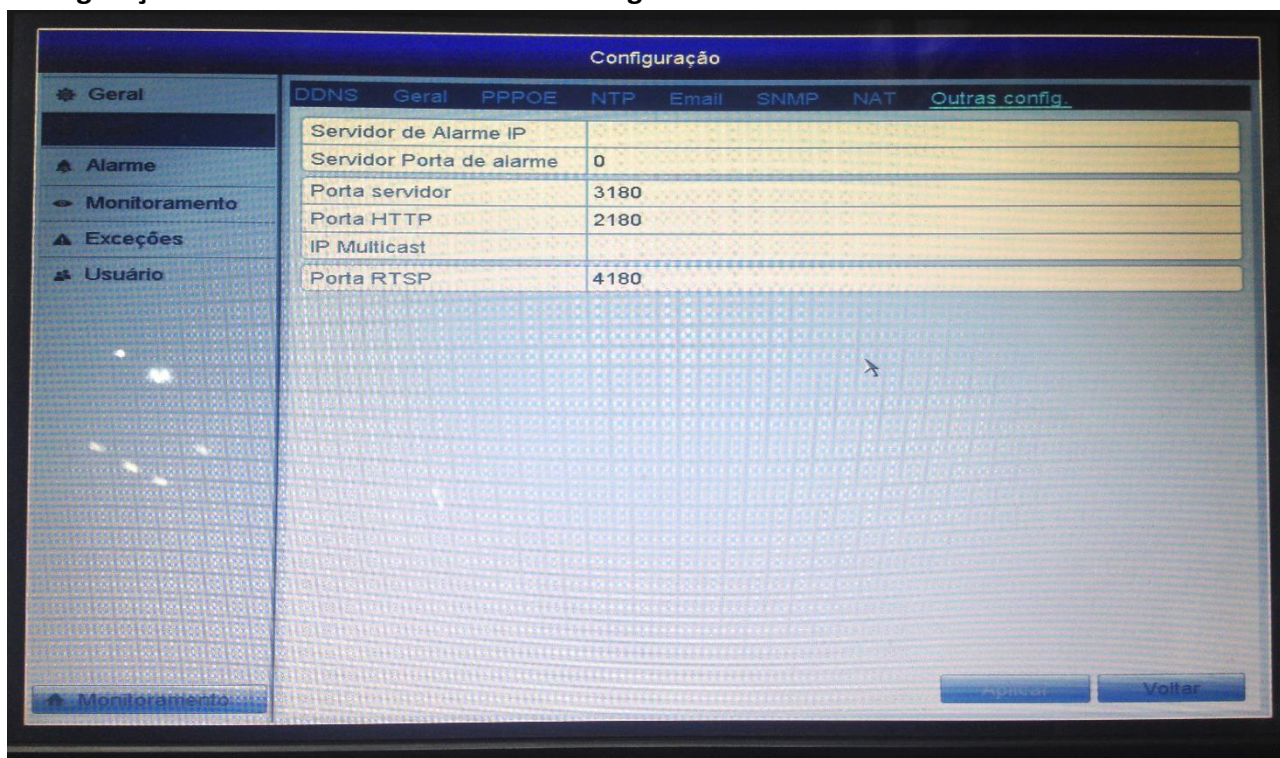 Configuração
Geral
Alarme
Monitoramento
Exceções
Usuário
DDNS Geral PPPOE NTP Email SNMP NAT Outras config.
Servidor de Alarme IP
Servidor Porta de alarme 0
Porta servidor 3180
Porta HTTP 2180
IP Multicast
Porta RTSP 4180
Monitoramento
Aplicar Voltar